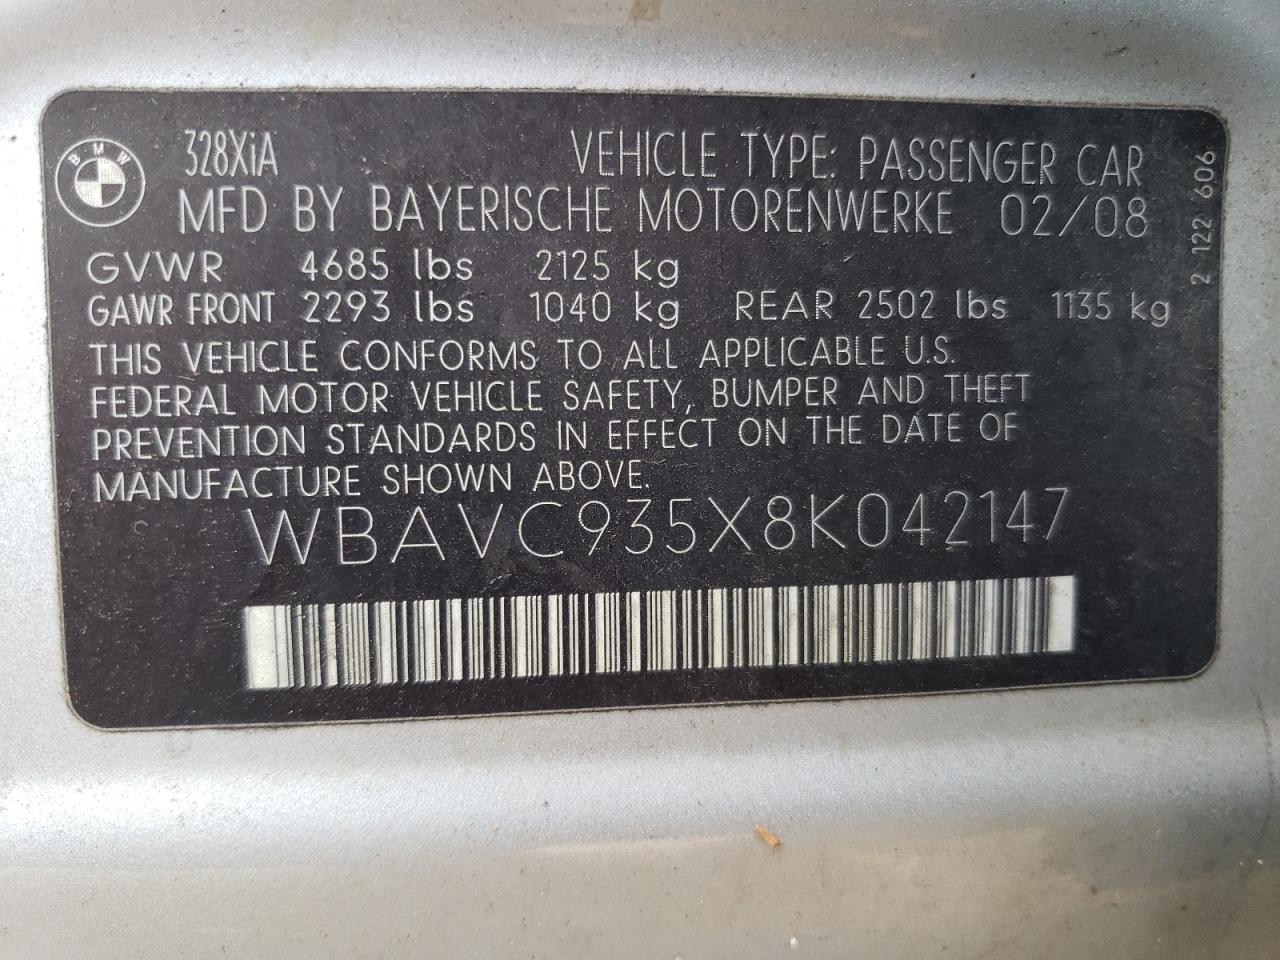 BMW
328XiA VEHICLE TYPE: PASSENGER CAR
MFD BY BAYERISCHE MOTORENWERKE 02/08
GVWR 4685 lbs 2125 kg
GAWR FRONT 2293 lbs 1040 kg REAR 2502 lbs 1135 kg
THIS VEHICLE CONFORMS TO ALL APPLICABLE U.S.
FEDERAL MOTOR VEHICLE SAFETY, BUMPER AND THEFT
PREVENTION STANDARDS IN EFFECT ON THE DATE OF
MANUFACTURE SHOWN ABOVE.
WBAVC935X8K042147
2 122 606